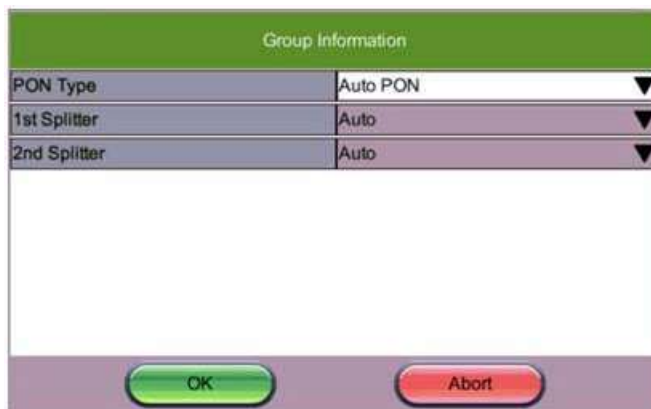 Group Information
PON Type Auto PON
1st Splitter Auto
2nd Splitter Auto
OK Abort